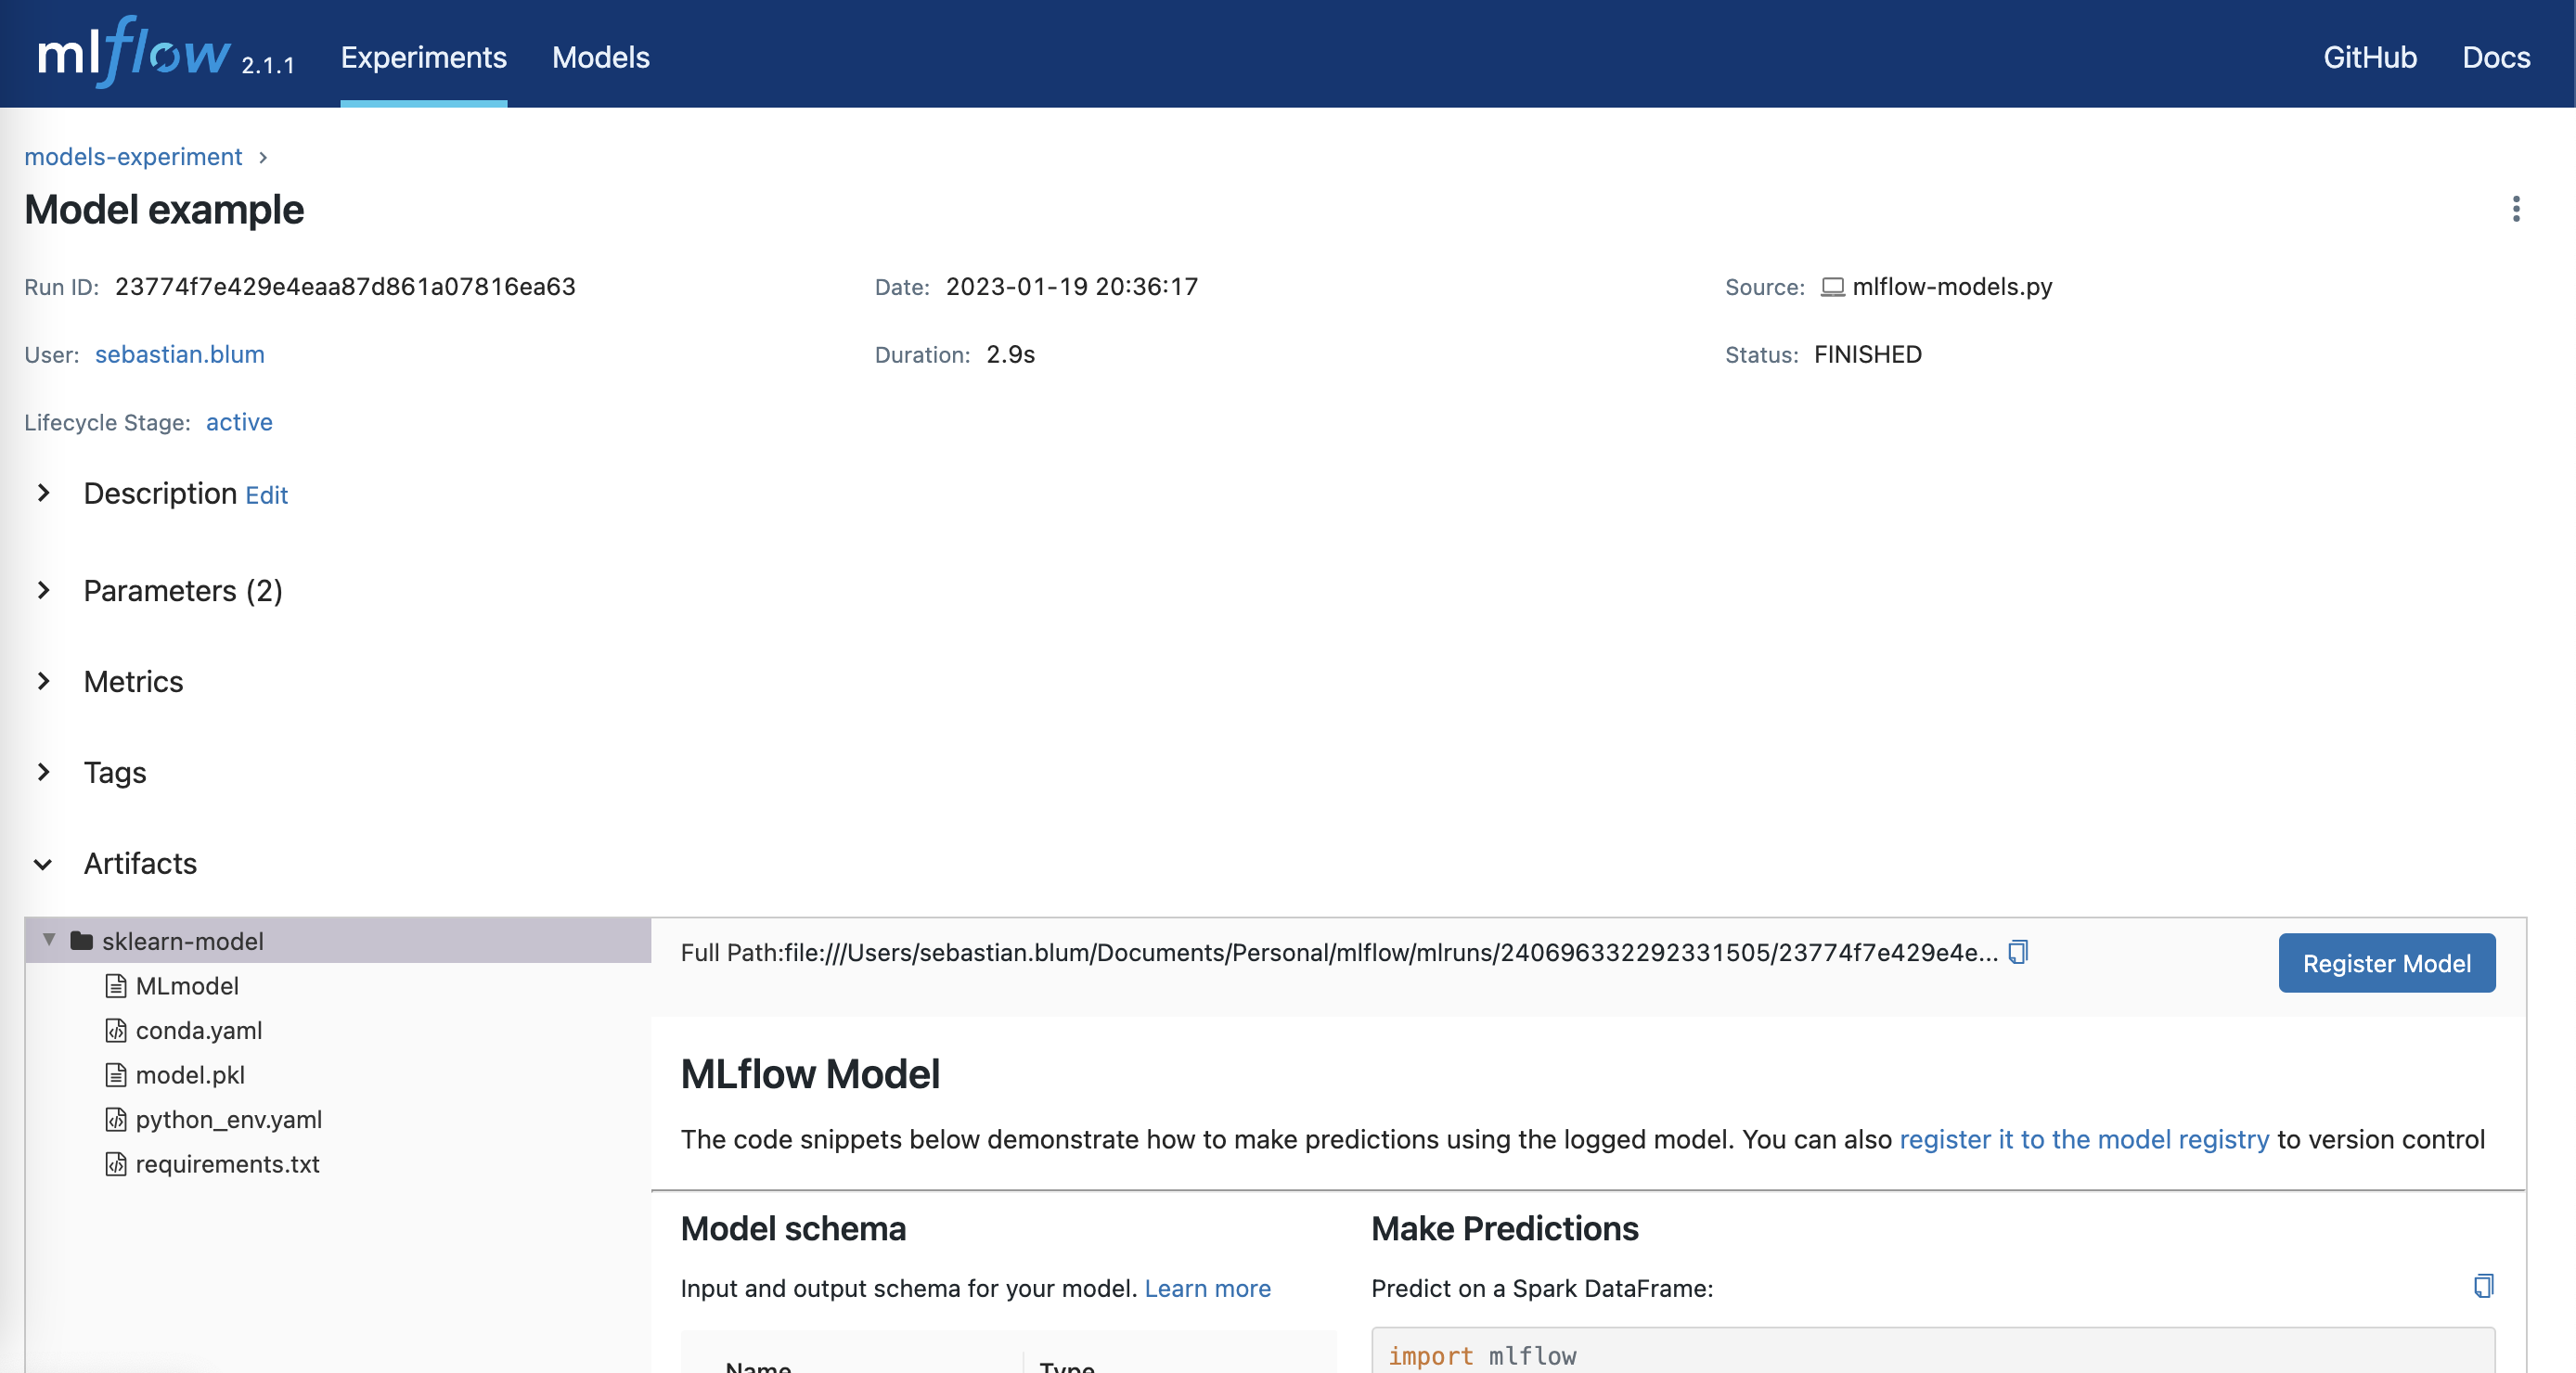 mlflow 2.1.1 Experiments Models GitHub Docs
models-experiment
Model example
Run ID: 23774f7e429e4eaa87d861a07816ea63 Date: 2023-01-19 20:36:17 Source: mlflow-models.py
User: sebastian.blum Duration: 2.9s Status: FINISHED
Lifecycle Stage: active
Description Edit
Parameters (2)
Metrics
Tags
Artifacts
sklearn-model
MLmodel
conda.yaml
model.pkl
python_env.yaml
requirements.txt
Full Path:file:///Users/sebastian.blum/Documents/Personal/mlflow/mlruns/240696332292331505/23774f7e429e4e...
Register Model
MLflow Model
The code snippets below demonstrate how to make predictions using the logged model. You can also register it to the model registry to version control
Model schema
Input and output schema for your model. Learn more
Name Type
Make Predictions
Predict on a Spark DataFrame:
import mlflow